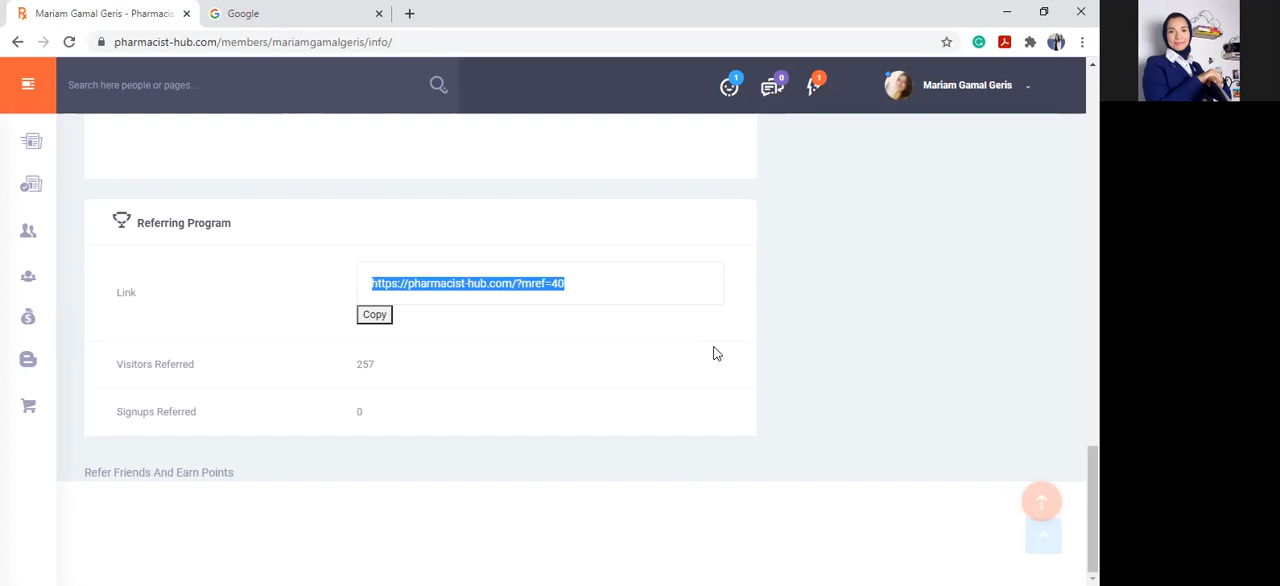 Mariam Gamal Geris - Pharmacis
Google
pharmacist-hub.com/members/mariamgamalgeris/info/
Search here people or pages...
1
0
1
Mariam Gamal Geris
Referring Program
Link
https://pharmacist-hub.com/?mref=40
Copy
Visitors Referred
257
Signups Referred
0
Refer Friends And Earn Points